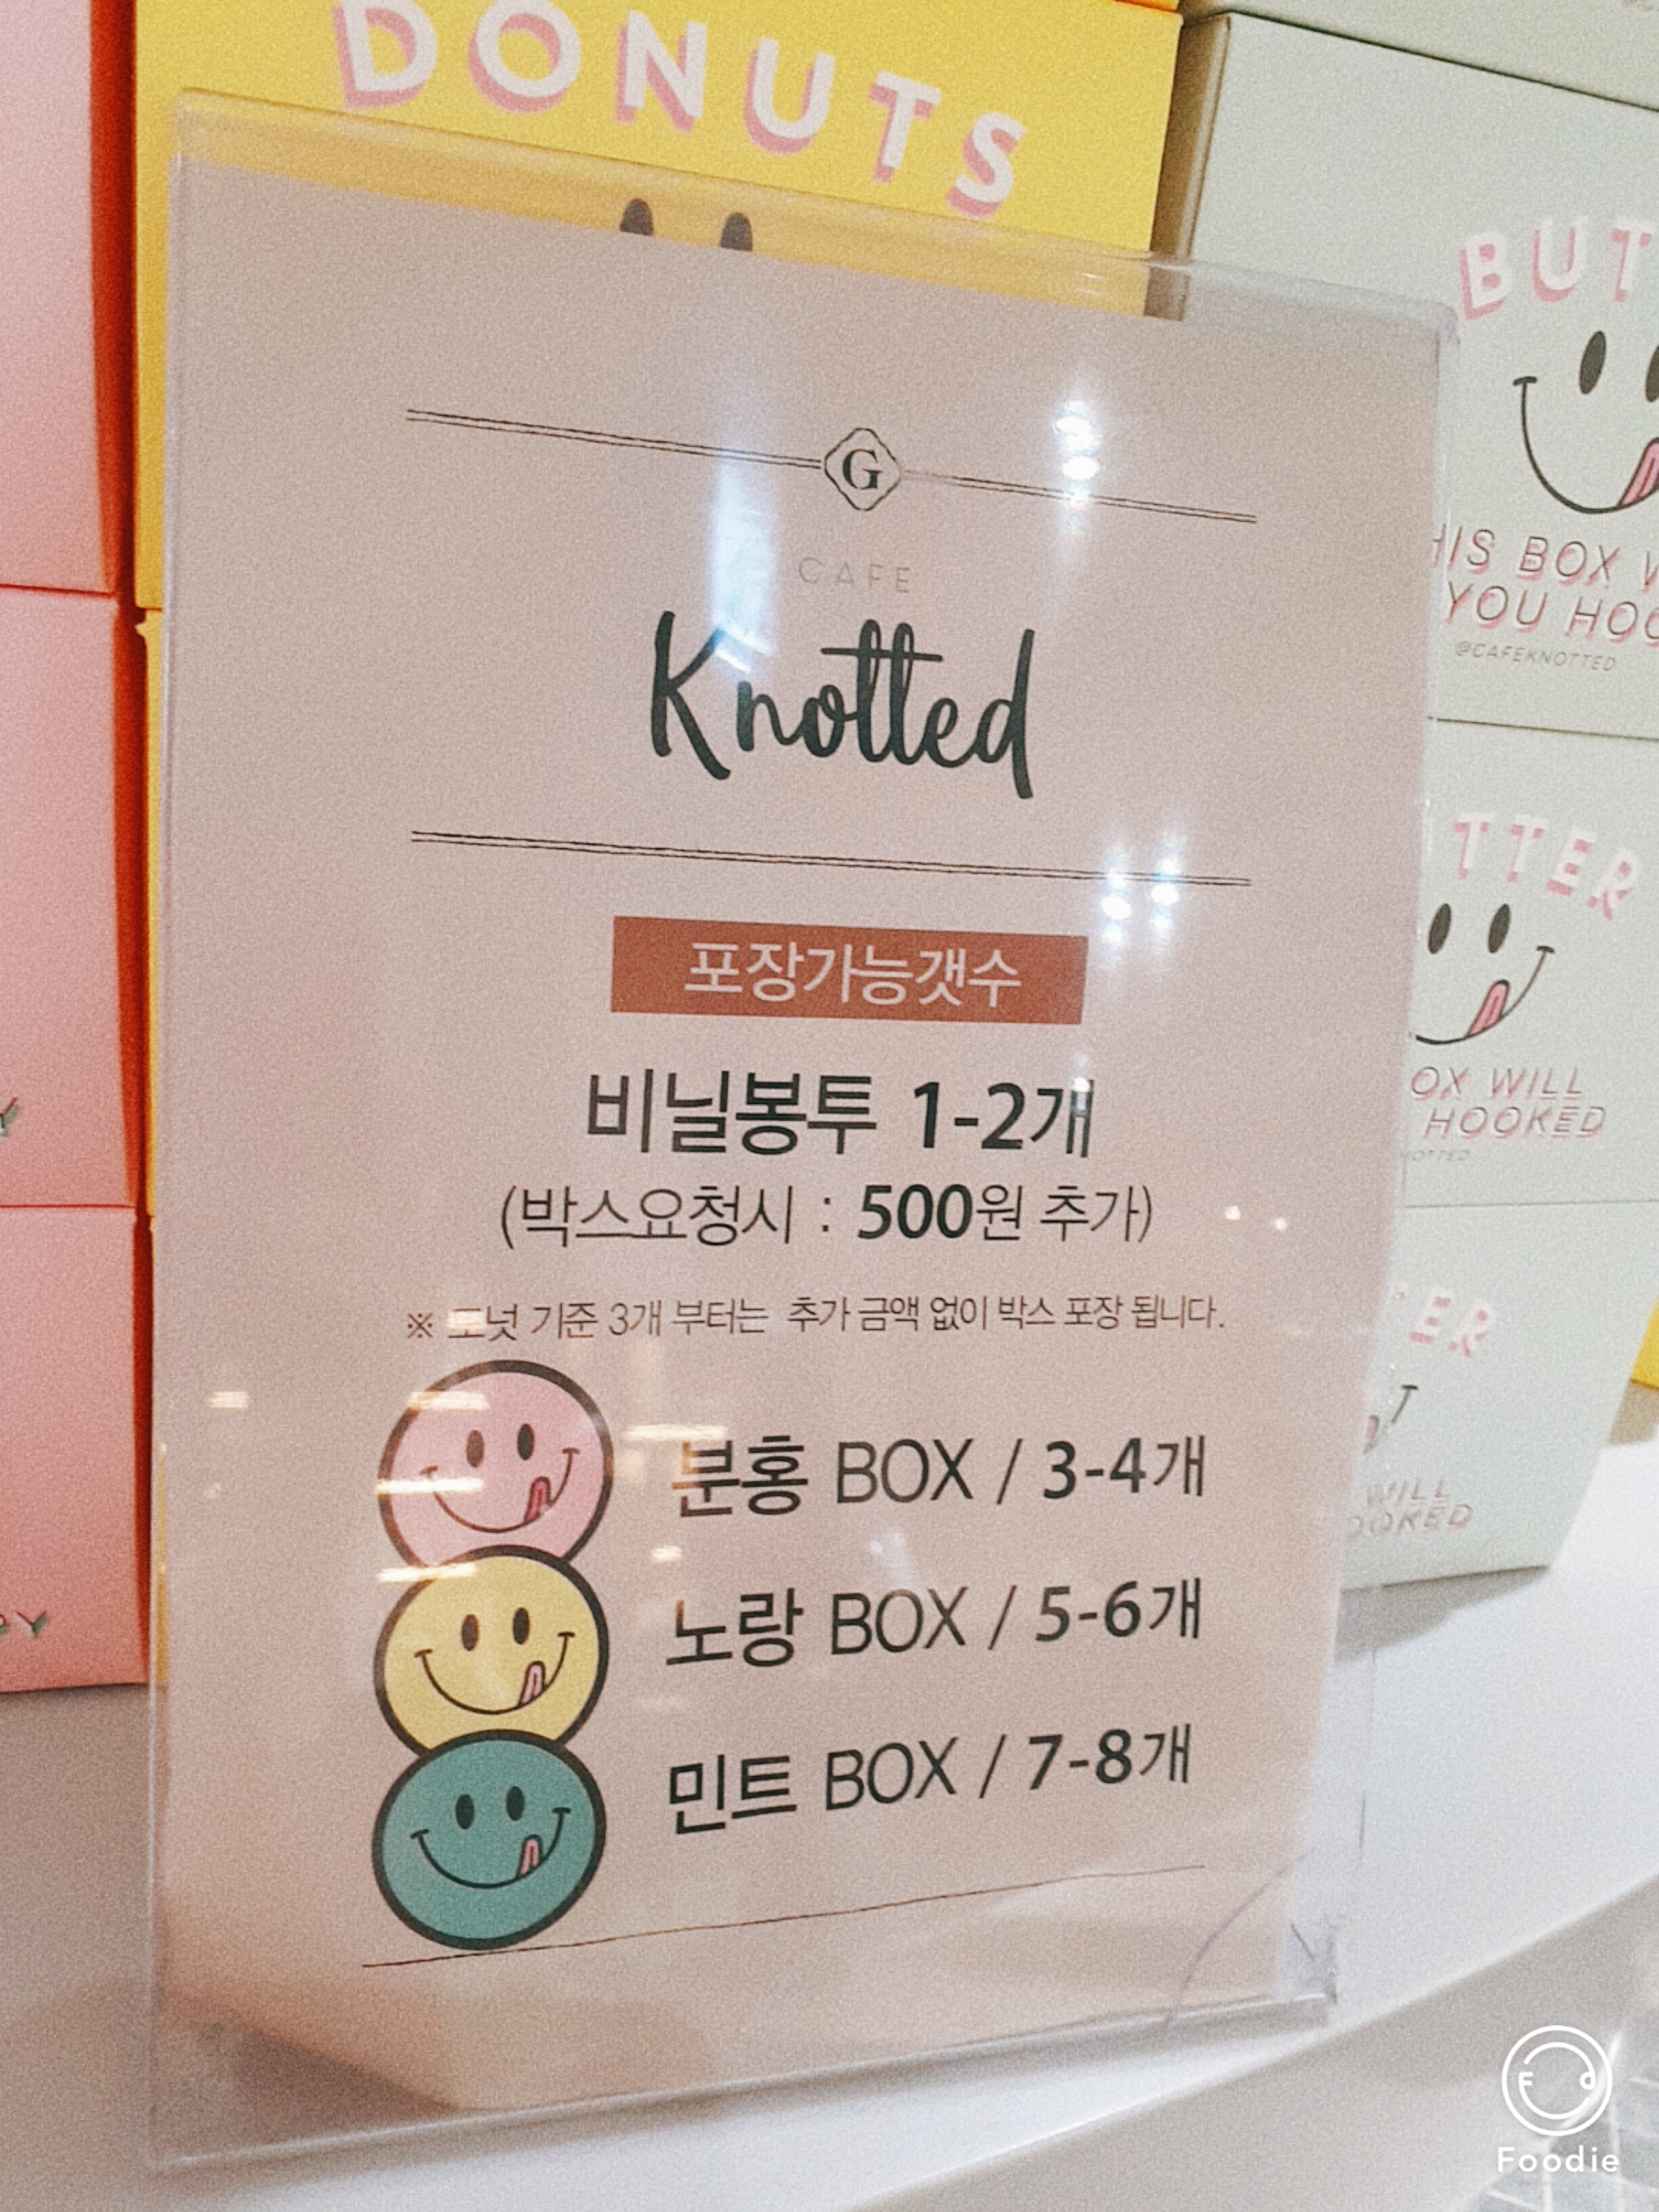 DONUTS
G
CAFE
Knotted
포장가능갯수
비닐봉투 1-2개
(박스요청시 : 500원 추가)
※ 도넛 기준 3개 부터는 추가 금액 없이 박스 포장 됩니다.
분홍 BOX / 3-4개
노랑 BOX / 5-6개
민트 BOX / 7-8개
BUT
HIS BOX W
YOU HOO
@CAFEKNOTTED
TTER
OX WILL
HOOKED
NOTTED
ER
WILL
OOKED
Foodie